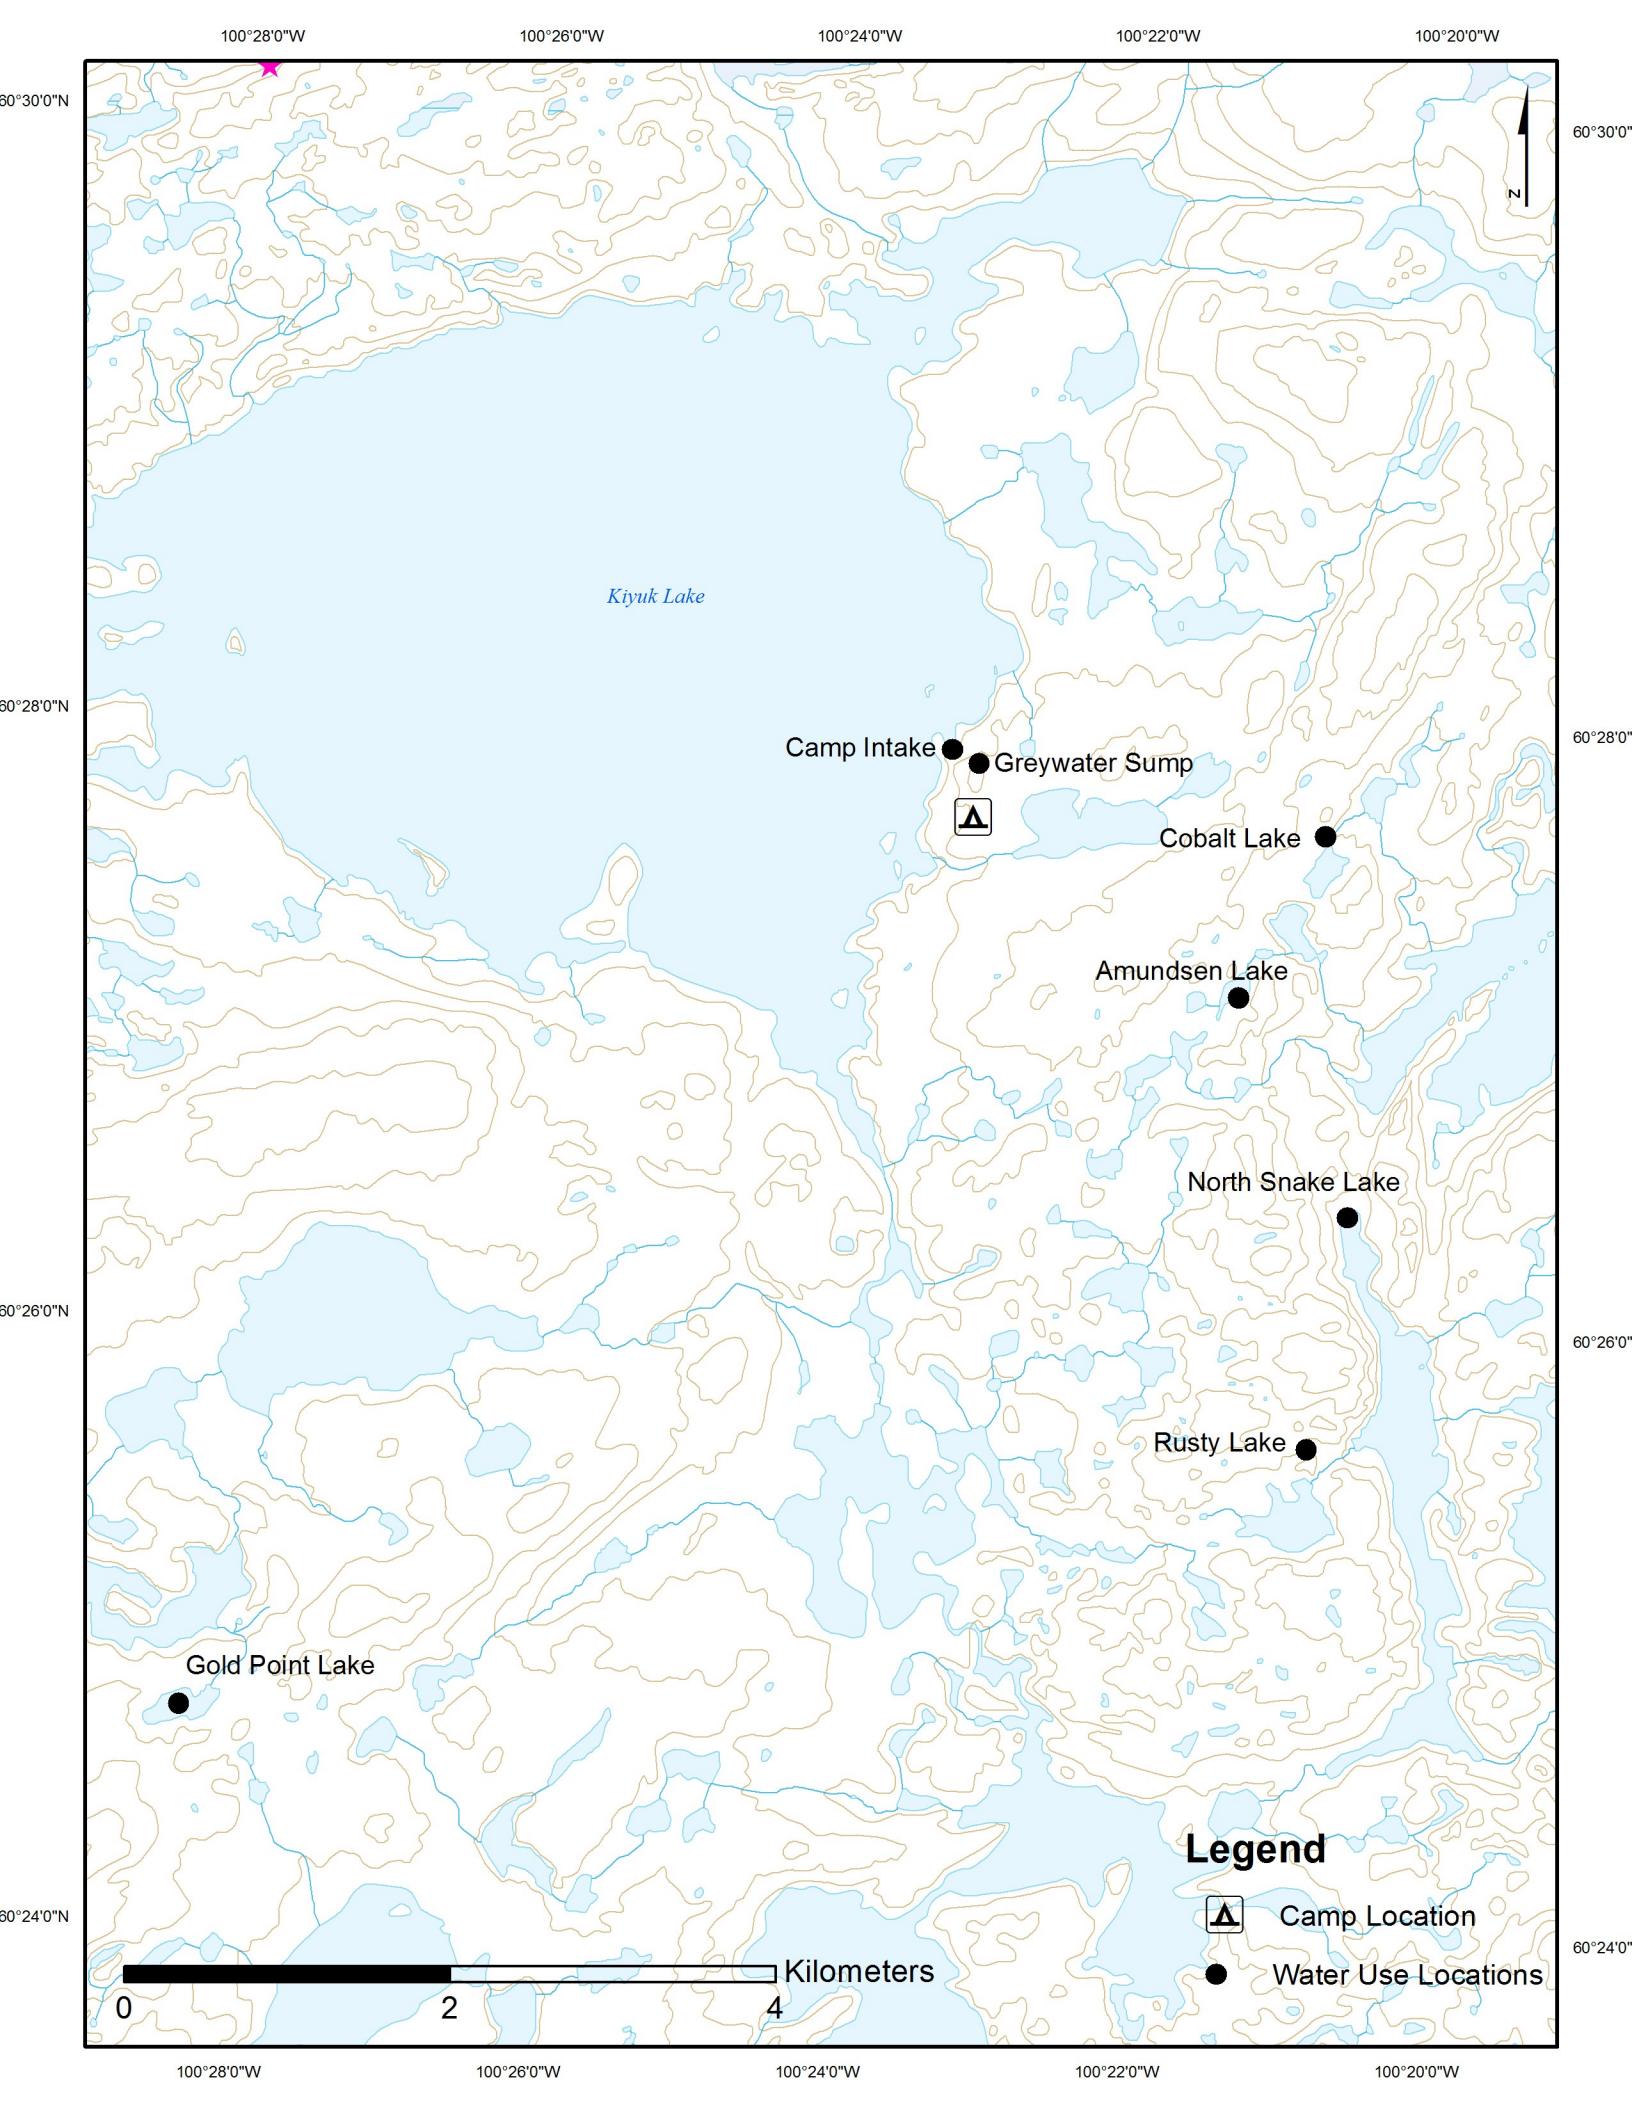 100°28'0"W 100°26'0"W 100°24'0"W 100°22'0"W 100°20'0"W
60°30'0"N
60°30'0"
N
Kiyuk Lake
60°28'0"N
60°28'0"
Camp Intake
Greywater Sump
Cobalt Lake
Amundsen Lake
North Snake Lake
60°26'0"N
60°26'0"
Rusty Lake
Gold Point Lake
Legend
60°24'0"N
Camp Location
60°24'0"
Kilometers
Water Use Locations
0 2 4
100°28'0"W 100°26'0"W 100°24'0"W 100°22'0"W 100°20'0"W